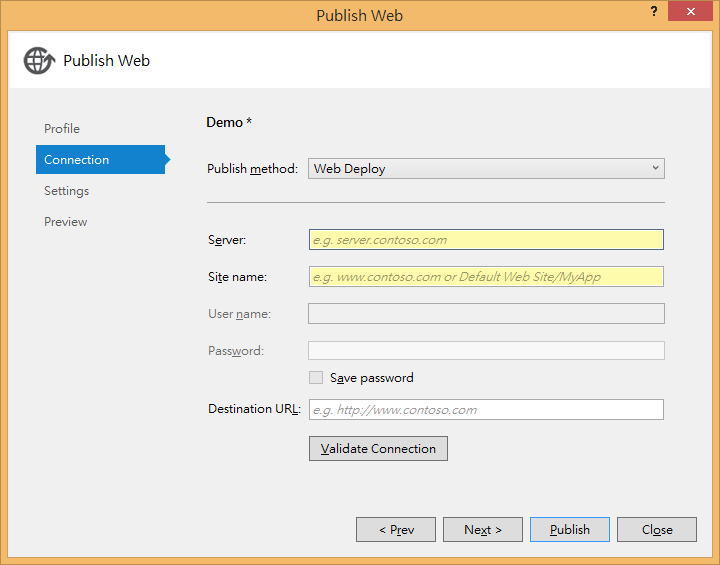 Publish Web
?
Publish Web
Profile
Connection
Settings
Preview
Demo *
Publish method: Web Deploy
Server: e.g. server.contoso.com
Site name: e.g. www.contoso.com or Default Web Site/MyApp
User name:
Password:
Save password
Destination URL: e.g. http://www.contoso.com
Validate Connection
< Prev Next > Publish Close